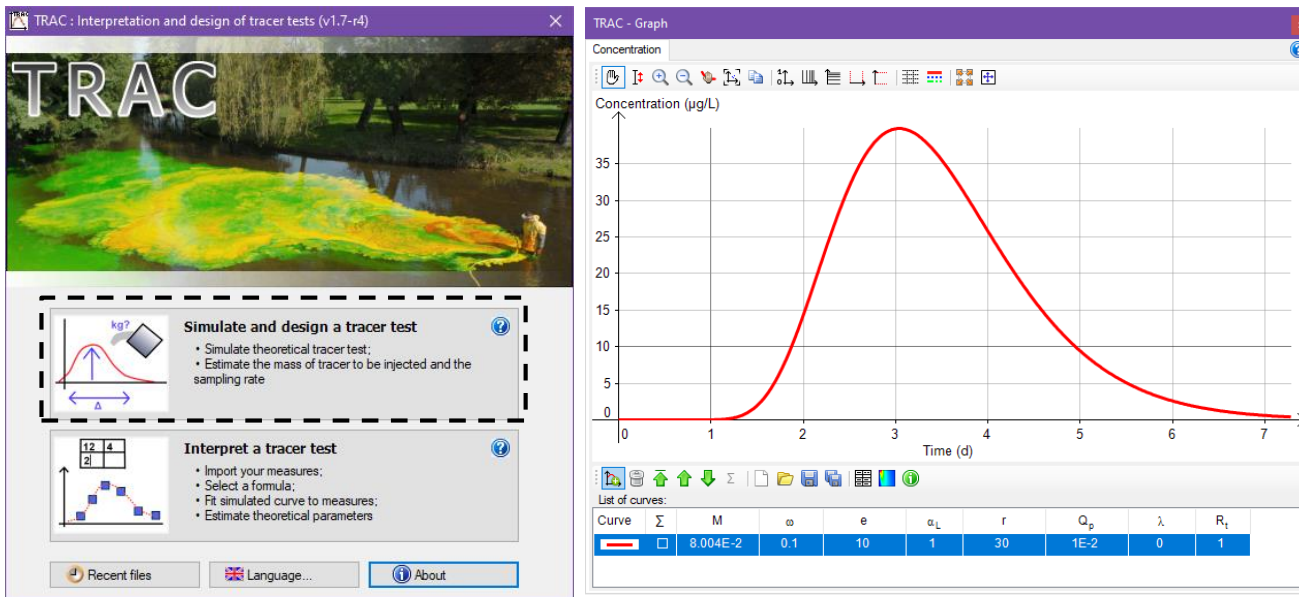 TRAC : Interpretation and design of tracer tests (v1.7-r4)
TRAC
kg?
Δ
Simulate and design a tracer test
• Simulate theoretical tracer test;
• Estimate the mass of tracer to be injected and the
sampling rate
12 4
2
Interpret a tracer test
• Import your measures;
• Select a formula;
• Fit simulated curve to measures;
• Estimate theoretical parameters
Recent files
Language...
About
TRAC - Graph
Concentration
Concentration (µg/L)
35
30
25
20
15
10
5
0
0 1 2 3 4 5 6 7
Time (d)
Σ
List of curves:
Curve Σ M ω e αL r Qp λ Rt
8.004E-2 0.1 10 1 30 1E-2 0 1